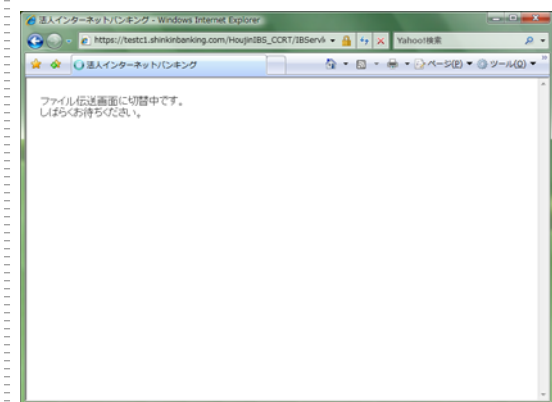 法人インターネットバンキング - Windows Internet Explorer
https://testc1.shinkinbanking.com/HoujinIBS_CCRT/IBServl
Yahoo!検索
法人インターネットバンキング
ページ(P) ツール(O)
ファイル伝送画面に切替中です。
しばらくお待ちください。